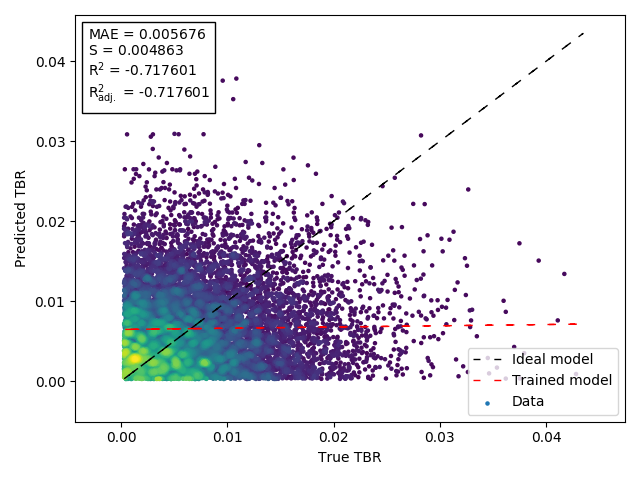 MAE = 0.005676
S = 0.004863
R² = -0.717601
R²adj. = -0.717601
0.04
0.03
0.02
0.01
0.00
Predicted TBR
0.00 0.01 0.02 0.03 0.04
True TBR
Ideal model
Trained model
Data